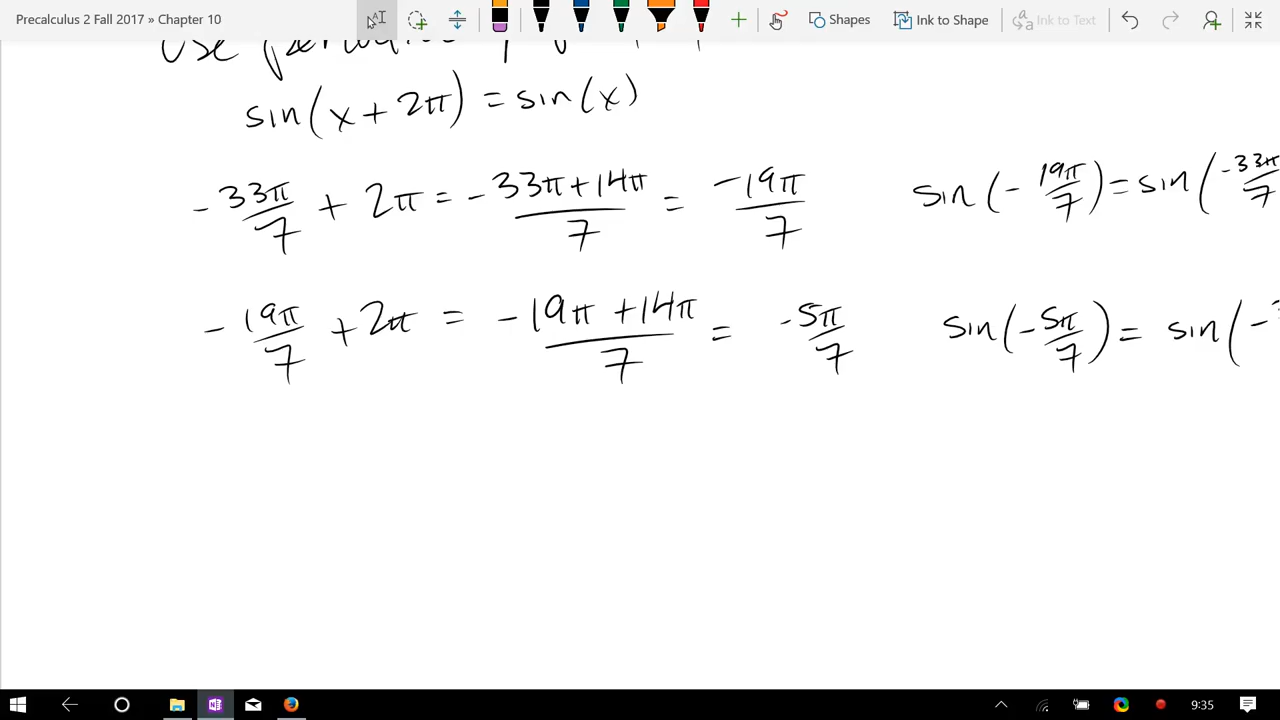 Precalculus 2 Fall 2017 » Chapter 10
Shapes
Ink to Shape
Ink to Text
Use
sin(x + 2π) = sin(x)
-33π/7 + 2π = -33π+14π/7 = -19π/7 sin(-19π/7) = sin(-33π/7
-19π/7 + 2π = -19π+14π/7 = -5π/7 sin(-5π/7) = sin(-
9:35